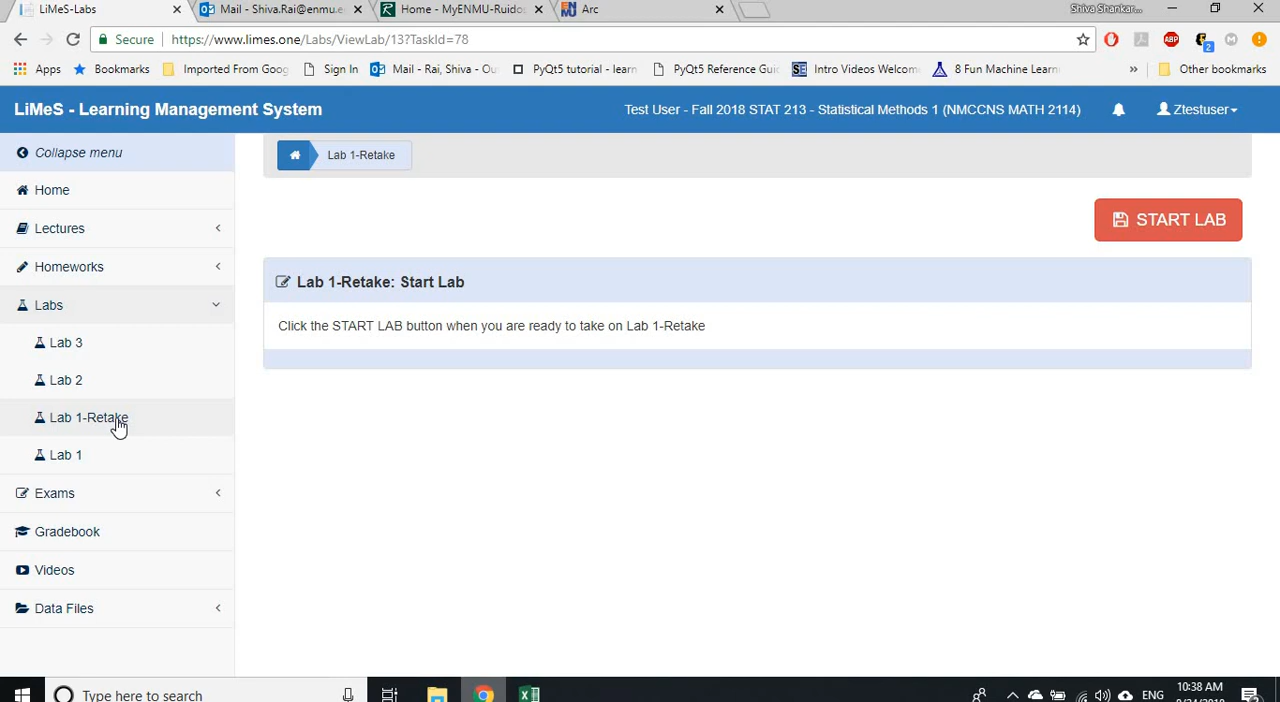 LiMeS-Labs
Mail - Shiva.Rai@enmu.e
Home - MyENMU-Ruidos
Arc
Shiva Shankar...
Secure
https://www.limes.one/Labs/ViewLab/13?TaskId=78
Apps
Bookmarks
Imported From Goog
Sign In
Mail - Rai, Shiva - Ou
PyQt5 tutorial - learn
PyQt5 Reference Gui
Intro Videos Welcom
8 Fun Machine Learn
»
Other bookmarks
LiMeS - Learning Management System
Test User - Fall 2018 STAT 213 - Statistical Methods 1 (NMCCNS MATH 2114)
Ztestuser
Collapse menu
Home
Lectures
Homeworks
Labs
Lab 3
Lab 2
Lab 1-Retake
Lab 1
Exams
Gradebook
Videos
Data Files
Lab 1-Retake
START LAB
Lab 1-Retake: Start Lab
Click the START LAB button when you are ready to take on Lab 1-Retake
Type here to search
ENG
10:38 AM